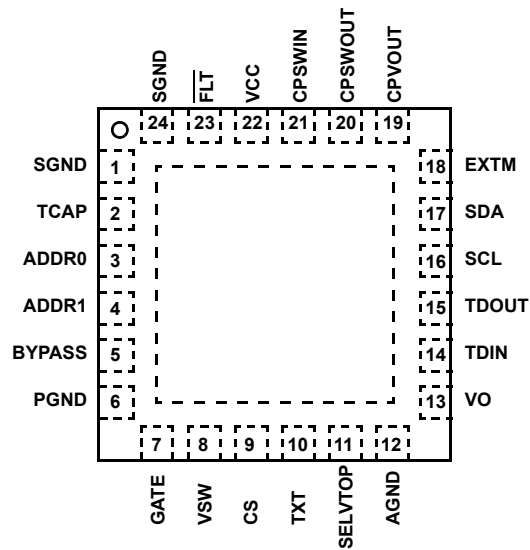 SGND
FLT
VCC
CPSWIN
CPSWOUT
CPVOUT
24 23 22 21 20 19
SGND 1
TCAP 2
ADDR0 3
ADDR1 4
BYPASS 5
PGND 6
18 EXTM
17 SDA
16 SCL
15 TDOUT
14 TDIN
13 VO
7 8 9 10 11 12
GATE
VSW
CS
TXT
SELVTOP
AGND